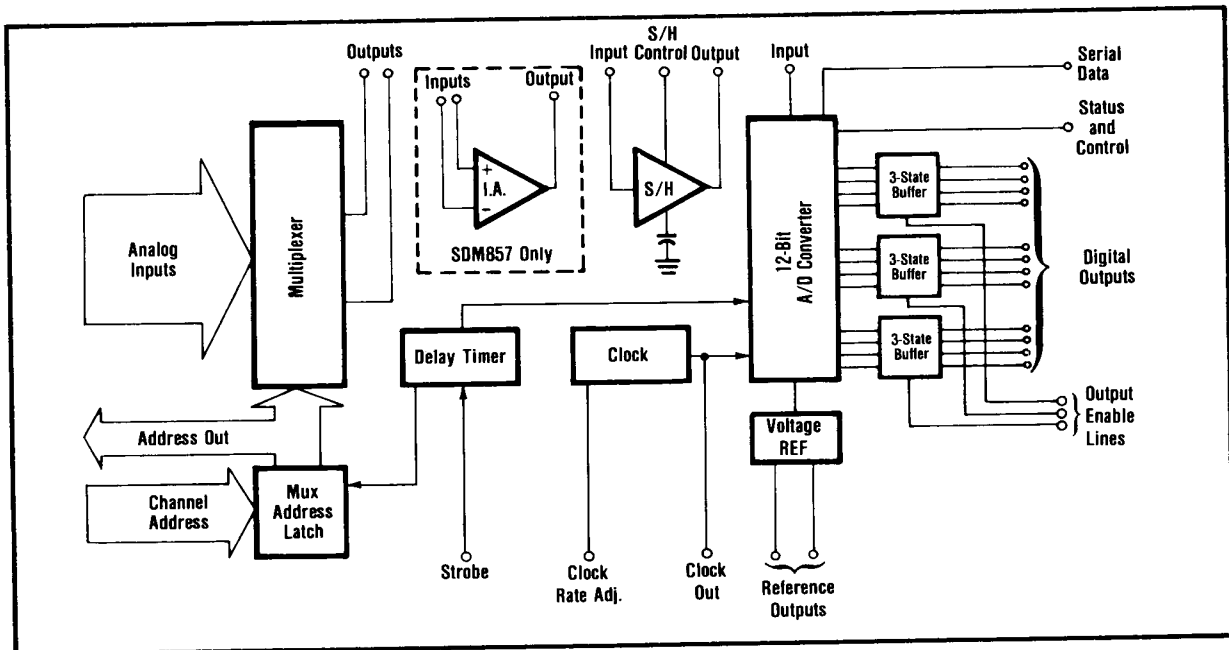 S/H
Outputs
Input Control Output
Input
Serial
Data
Inputs
Output
Status
and
Control
+
I.A.
−
S/H
SDM857 Only
Analog
Inputs
Multiplexer
12-Bit
A/D Converter
3-State
Buffer
3-State
Buffer
3-State
Buffer
Digital
Outputs
Delay Timer
Clock
Address Out
Voltage
REF
Output
Enable
Lines
Channel
Address
Mux
Address
Latch
Strobe
Clock
Rate Adj.
Clock
Out
Reference
Outputs